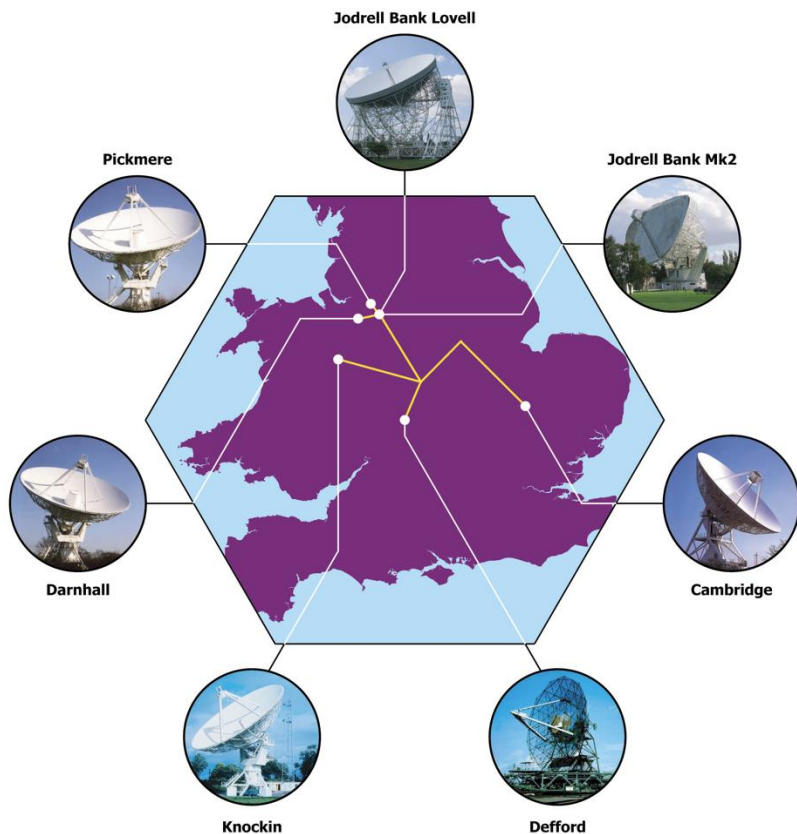 Jodrell Bank Lovell
Pickmere
Jodrell Bank Mk2
Darnhall
Cambridge
Knockin
Defford